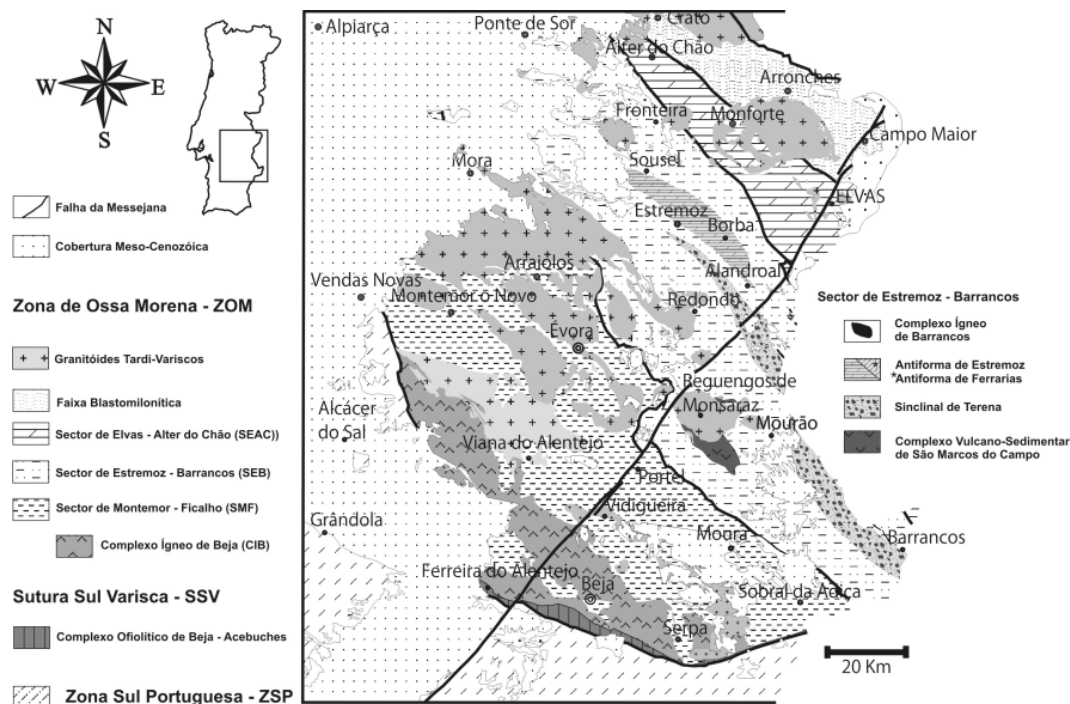 N
W
E
S
Falha da Messejana
Cobertura Meso-Cenozóica
Zona de Ossa Morena - ZOM
Granitóides Tardi-Variscos
Faixa Blastomilonítica
Sector de Elvas - Alter do Chão (SEAC))
Sector de Estremoz - Barrancos (SEB)
Sector de Montemor - Ficalho (SMF)
Complexo Ígneo de Beja (CIB)
Sutura Sul Varisca - SSV
Complexo Ofiolítico de Beja - Acebuches
Zona Sul Portuguesa - ZSP
Alpiarça
Ponte de Sor
Crato
Alter do Chão
Arronches
Fronteira
Monforte
Campo Maior
Mora
Sousel
ELVAS
Estremoz
Borba
Arraiolos
Alandroal
Vendas Novas
Montemor o Novo
Redondo
Évora
Reguengos de
Monsaraz
Mourão
Alcácer
do Sal
Viana do Alentejo
Portel
Vidigueira
Grândola
Moura
Barrancos
Ferreira do Alentejo
Beja
Sobral da Adiça
Serpa
Sector de Estremoz - Barrancos
Complexo Ígneo
de Barrancos
Antiforma de Estremoz
*Antiforma de Ferrarias
Sinclinal de Terena
Complexo Vulcano-Sedimentar
de São Marcos do Campo
20 Km